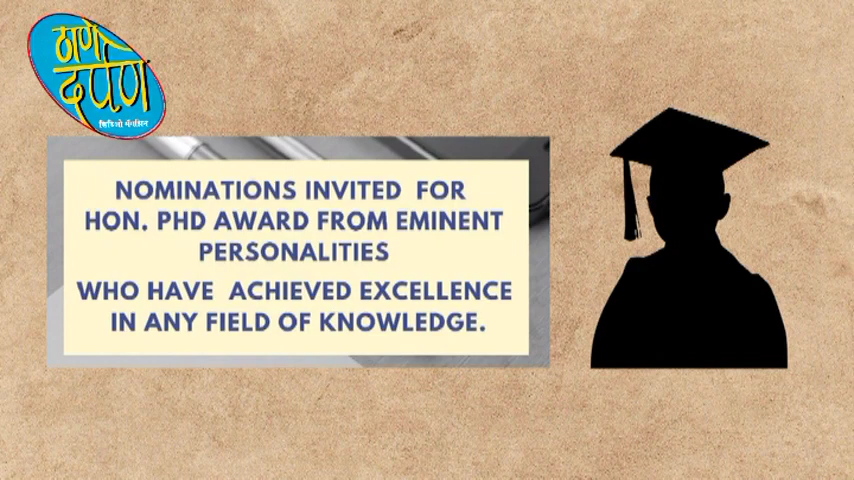 ठाणे
दर्पण
व्हिडिओ मॅगझिन
NOMINATIONS INVITED FOR
HON. PHD AWARD FROM EMINENT
PERSONALITIES
WHO HAVE ACHIEVED EXCELLENCE
IN ANY FIELD OF KNOWLEDGE.